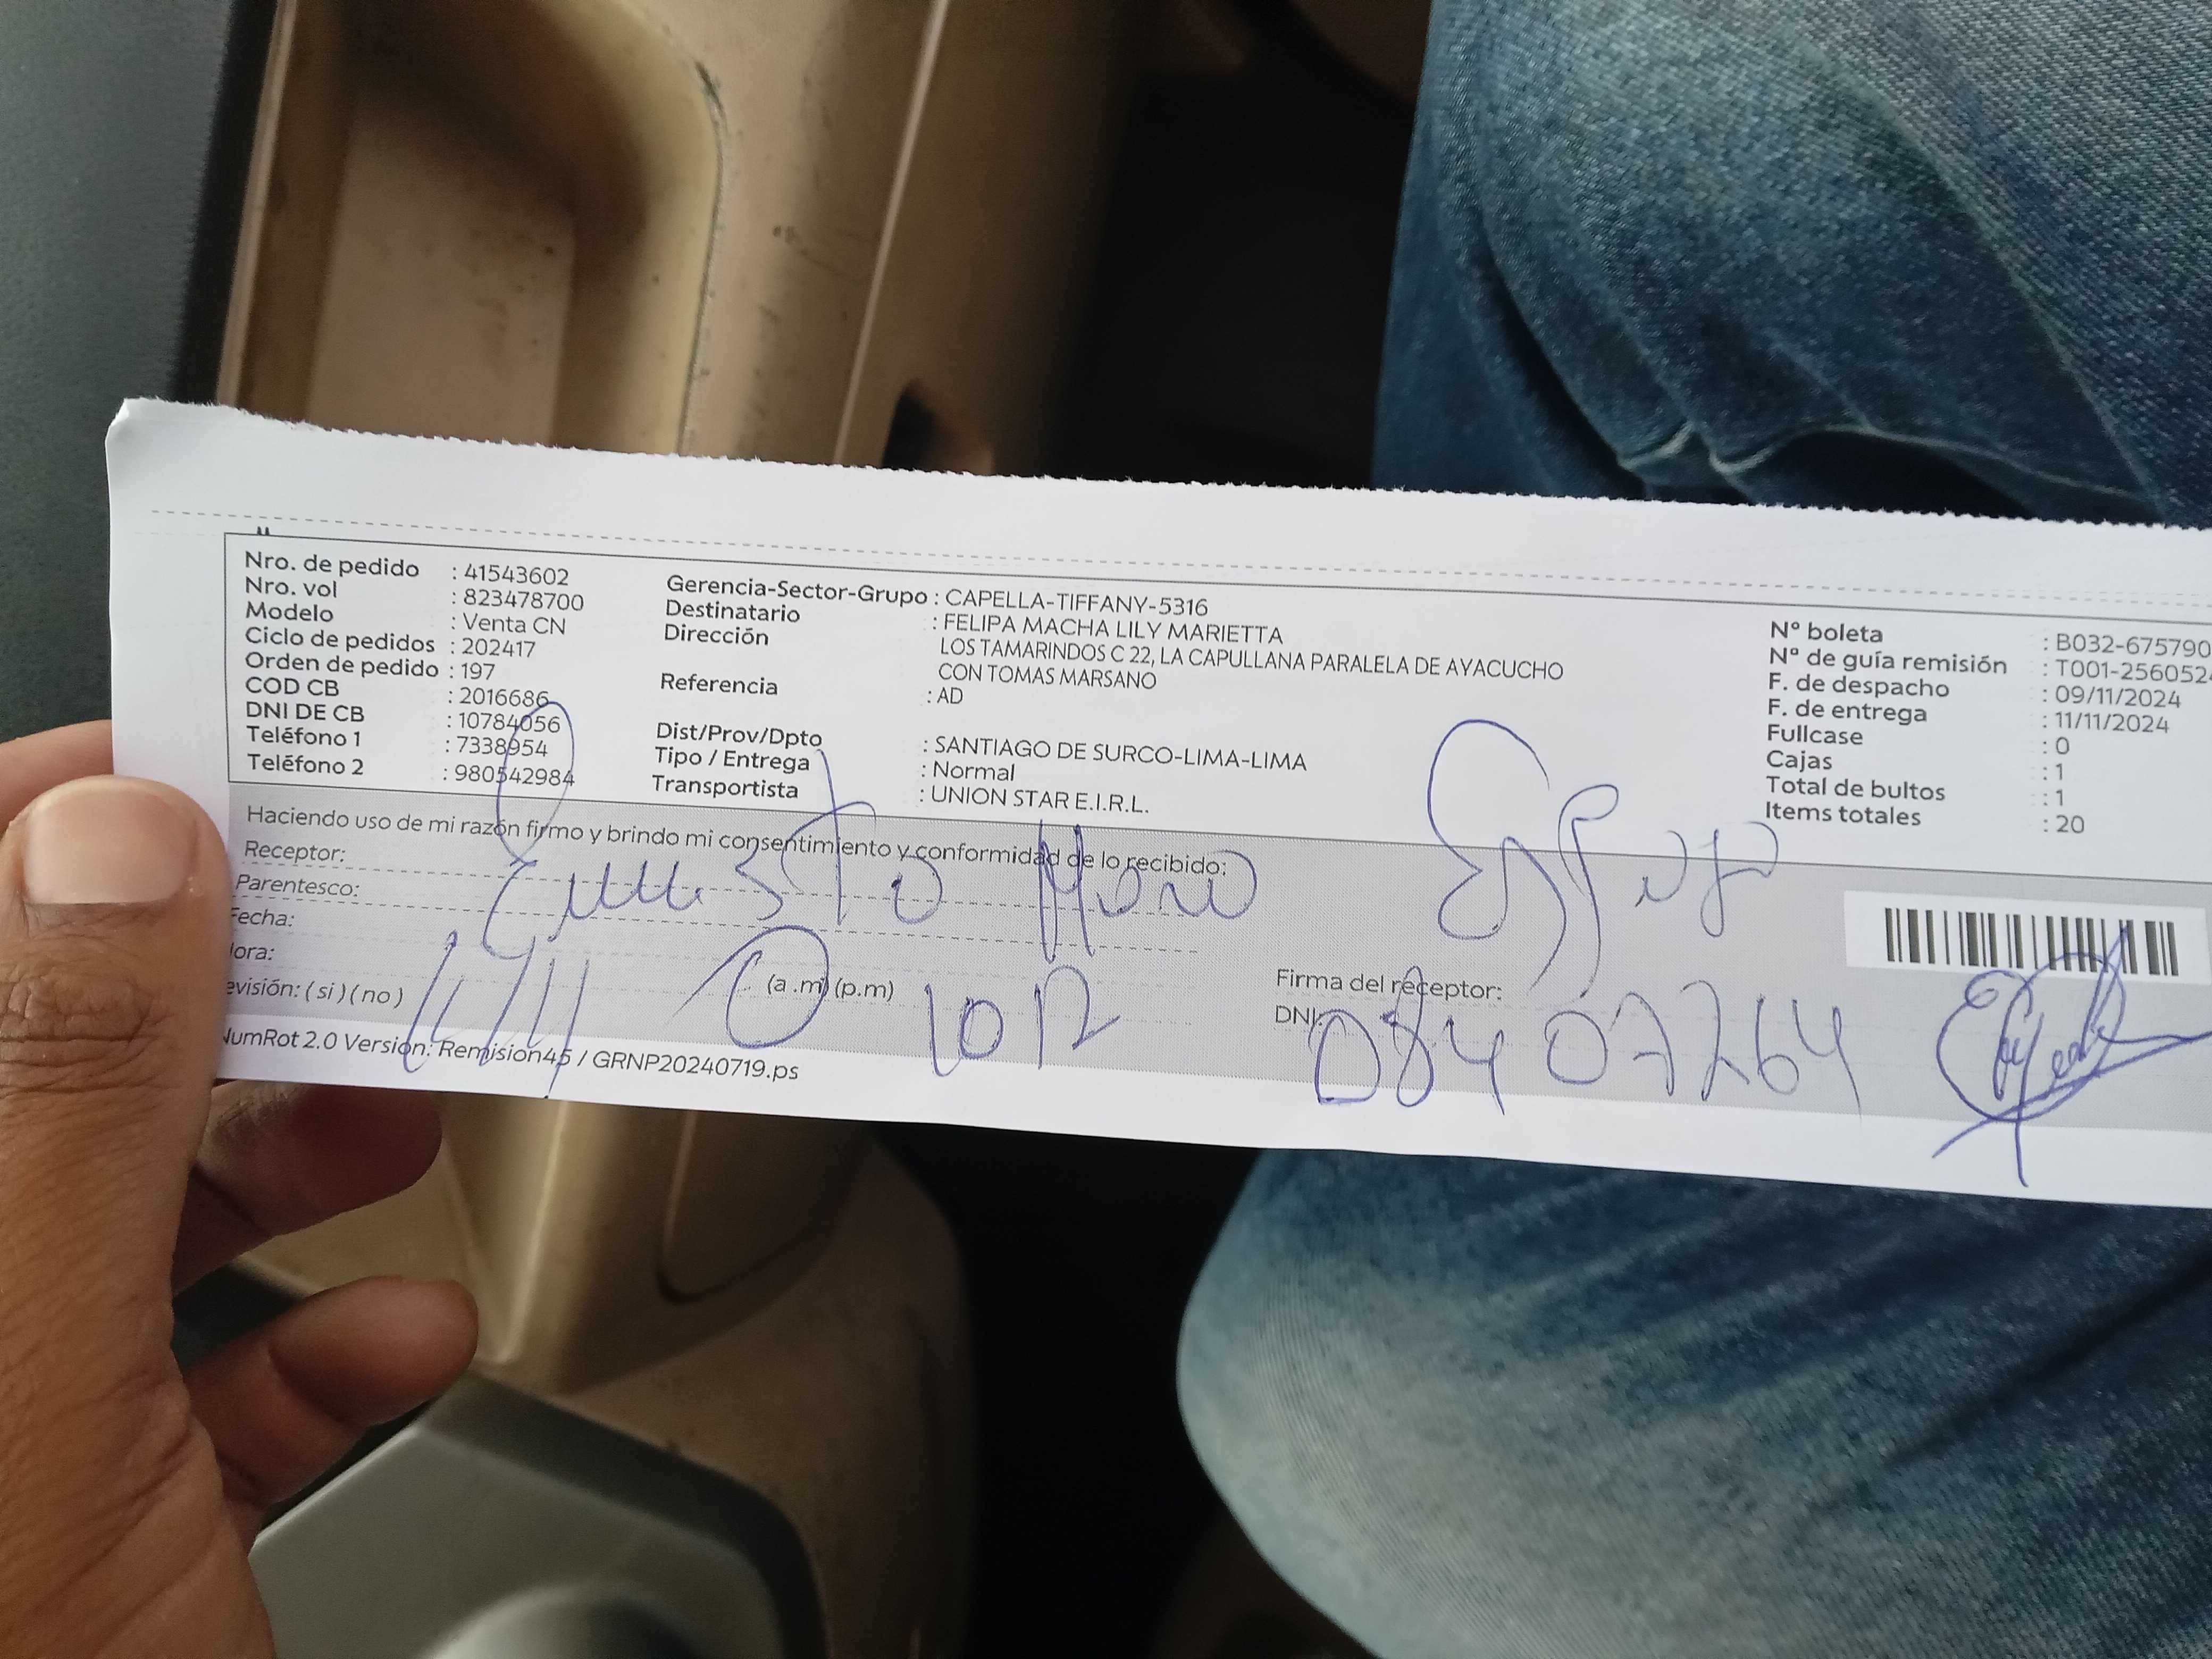 Nro. de pedido : 41543602
Nro. vol : 823478700
Modelo : Venta CN
Ciclo de pedidos : 202417
Orden de pedido : 197
COD CB : 2016686
DNI DE CB : 10784056
Teléfono 1 : 7338954
Teléfono 2 : 980542984
Gerencia-Sector-Grupo : CAPELLA-TIFFANY-5316
Destinatario : FELIPA MACHA LILY MARIETTA
Dirección LOS TAMARINDOS C 22, LA CAPULLANA PARALELA DE AYACUCHO
CON TOMAS MARSANO
Referencia : AD
Dist/Prov/Dpto : SANTIAGO DE SURCO-LIMA-LIMA
Tipo / Entrega : Normal
Transportista : UNION STAR E.I.R.L.
N° boleta : B032-675790
N° de guía remisión : T001-256052
F. de despacho : 09/11/2024
F. de entrega : 11/11/2024
Fullcase : 0
Cajas : 1
Total de bultos : 1
Items totales : 20
Haciendo uso de mi razón firmo y brindo mi consentimiento y conformidad de lo recibido:
Receptor:
Parentesco: Ernesto
Fecha:
ora:
evisión: ( si ) ( no )
(a .m) (p.m)
10 12
Firma del receptor:
DNI: 08407264
NumRot 2.0 Version: Remision45 / GRNP20240719.ps